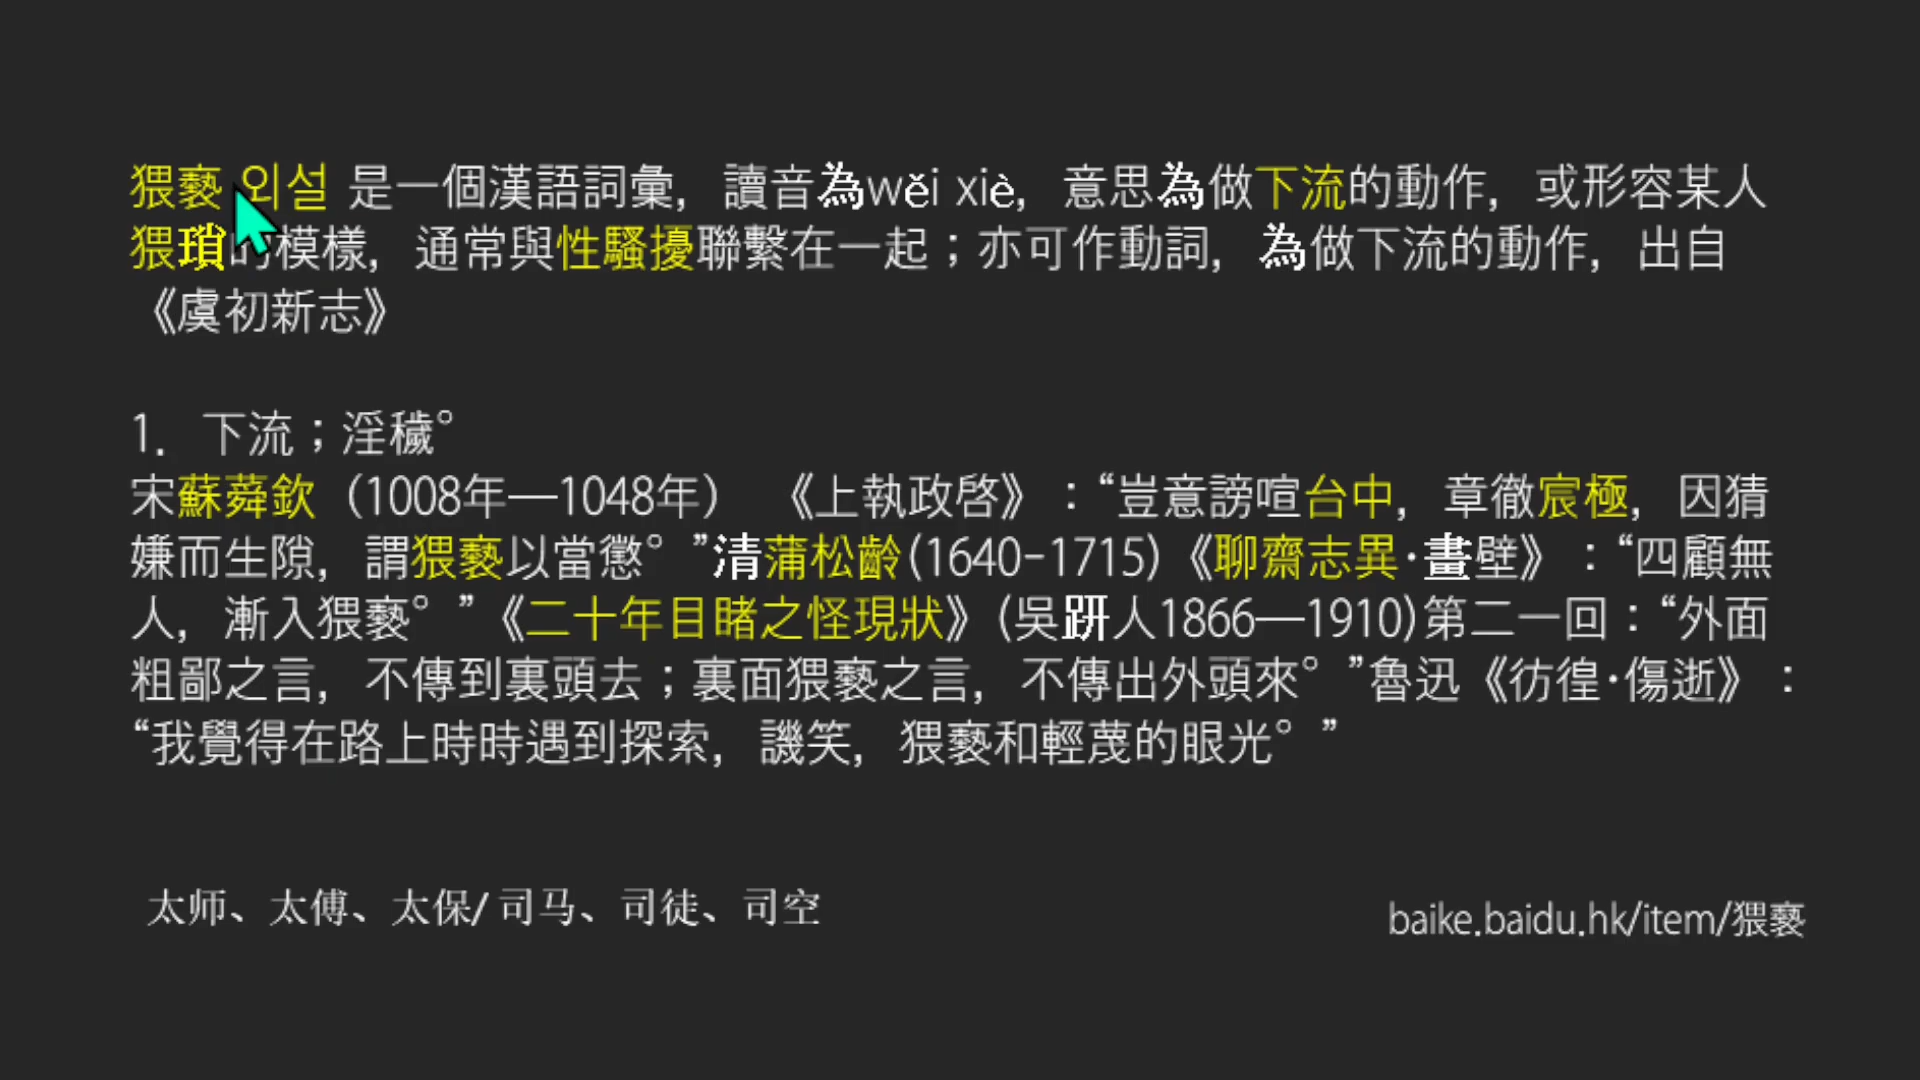 猥褻 외설 是一個漢語詞彙，讀音為wěi xiè，意思為做下流的動作，或形容某人
猥瑣的模樣，通常與性騷擾聯繫在一起；亦可作動詞，為做下流的動作，出自
《虞初新志》
1．下流；淫穢。
宋蘇舜欽（1008年—1048年）《上執政啓》：“豈意謗喧台中，章徹宸極，因猜
嫌而生隙，謂猥褻以當懲。”清蒲松齡(1640-1715)《聊齋志異·畫壁》：“四顧無
人，漸入猥褻。”《二十年目睹之怪現狀》(吳趼人1866—1910)第二一回：“外面
粗鄙之言，不傳到裏頭去；裏面猥褻之言，不傳出外頭來。”魯迅《彷徨·傷逝》：
“我覺得在路上時時遇到探索，譏笑，猥褻和輕蔑的眼光。”
太师、太傅、太保/ 司马、司徒、司空
baike.baidu.hk/item/猥褻